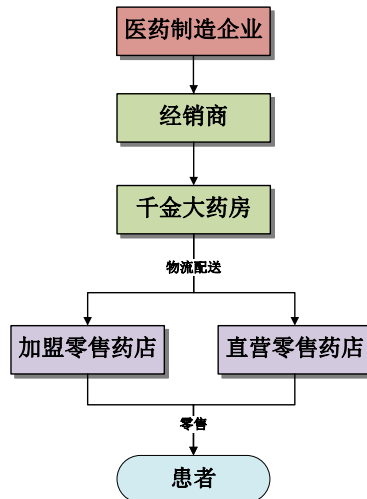 医药制造企业
经销商
千金大药房
物流配送
加盟零售药店
直营零售药店
零售
患者